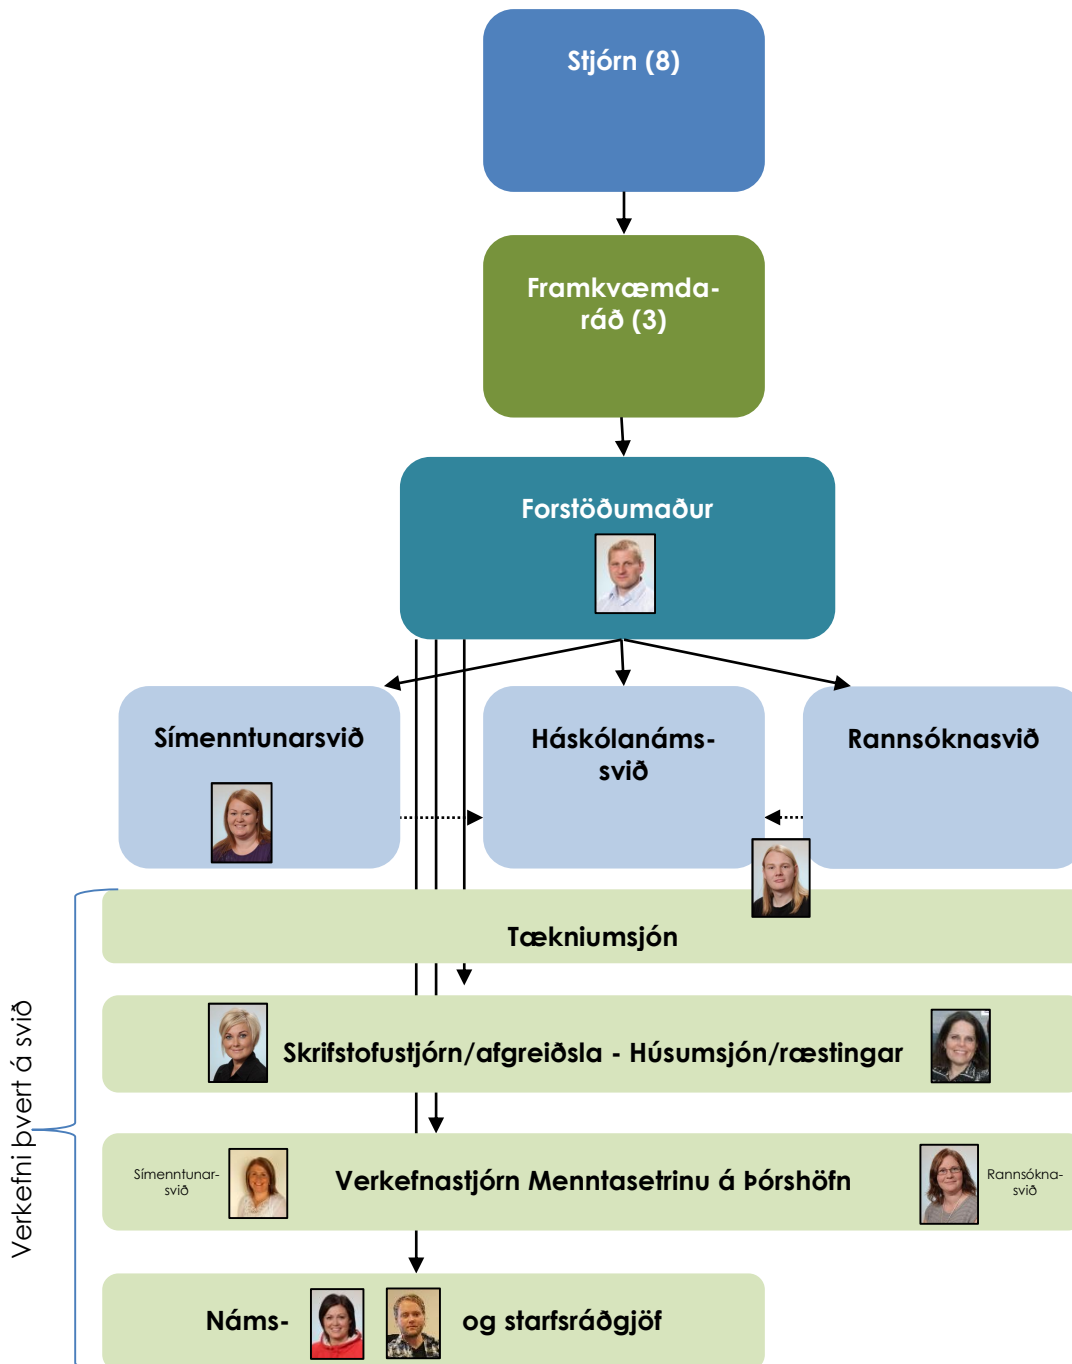 Stjórn (8)
Framkvæmda-
ráð (3)
Forstöðumaður
Símenntunarsvið
Háskólanáms-
svið
Rannsóknasvið
Tækniumsjón
Skrifstofustjórn/afgreiðsla - Húsumsjón/ræstingar
Símenntunar-
svið
Verkefnastjórn Menntasetrinu á Þórshöfn
Rannsókna-
svið
Náms- og starfsráðgjöf
Verkefni þvert á svið